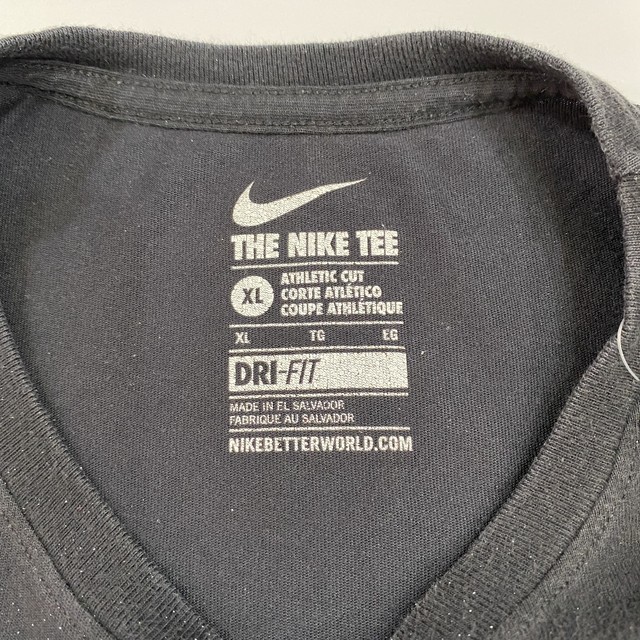 THE NIKE TEE
XL
ATHLETIC CUT
CORTE ATLÉTICO
COUPE ATHLÉTIQUE
XL TG EG
DRI-FIT
MADE IN EL SALVADOR
FABRIQUE AU SALVADOR
NIKEBETTERWORLD.COM